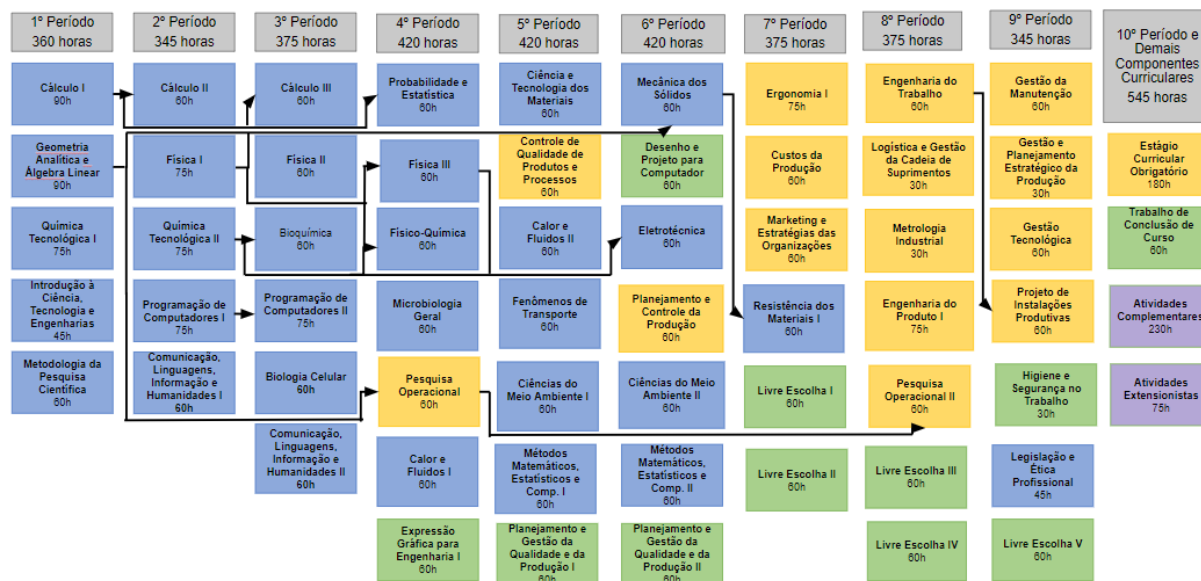 1º Período
360 horas
Cálculo I
90h
Geometria
Analítica e
Álgebra Linear
90h
Química
Tecnológica I
75h
Introdução à
Ciência,
Tecnologia e
Engenharias
45h
Metodologia da
Pesquisa
Científica
60h
2º Período
345 horas
Cálculo II
60h
Física I
75h
Química
Tecnológica II
75h
Programação de
Computadores I
75h
Comunicação,
Linguagens,
Informação e
Humanidades I
60h
3º Período
375 horas
Cálculo III
60h
Física II
60h
Bioquímica
60h
Programação de
Computadores II
75h
Biologia Celular
60h
Comunicação,
Linguagens,
Informação e
Humanidades II
60h
4º Período
420 horas
Probabilidade e
Estatística
60h
Física III
60h
Físico-Química
60h
Microbiologia
Geral
60h
Pesquisa
Operacional
60h
Calor e
Fluidos I
60h
Expressão
Gráfica para
Engenharia I
60h
5º Período
420 horas
Ciência e
Tecnologia dos
Materiais
60h
Controle de
Qualidade de
Produtos e
Processos
60h
Calor e
Fluidos II
60h
Fenômenos de
Transporte
60h
Ciências do
Meio Ambiente I
60h
Métodos
Matemáticos,
Estatísticos e
Comp. I
60h
Planejamento e
Gestão da
Qualidade e da
Produção I
60h
6º Período
420 horas
Mecânica dos
Sólidos
60h
Desenho e
Projeto para
Computador
60h
Eletrotécnica
60h
Planejamento e
Controle da
Produção
60h
Ciências do Meio
Ambiente II
60h
Métodos
Matemáticos,
Estatísticos e
Comp. II
60h
Planejamento e
Gestão da
Qualidade e da
Produção II
60h
7º Período
375 horas
Ergonomia I
75h
Custos da
Produção
60h
Marketing e
Estratégias das
Organizações
60h
Resistência dos
Materiais I
60h
Livre Escolha I
60h
Livre Escolha II
60h
8º Período
375 horas
Engenharia do
Trabalho
60h
Logística e Gestão
da Cadeia de
Suprimentos
30h
Metrologia
Industrial
30h
Engenharia do
Produto I
75h
Pesquisa
Operacional II
60h
Livre Escolha III
60h
Livre Escolha IV
60h
9º Período
345 horas
Gestão da
Manutenção
60h
Gestão e
Planejamento
Estratégico da
Produção
30h
Gestão
Tecnológica
60h
Projeto de
Instalações
Produtivas
60h
Higiene e
Segurança no
Trabalho
30h
Legislação e
Ética
Profissional
45h
Livre Escolha V
60h
10º Período e
Demais
Componentes
Curriculares
545 horas
Estágio
Curricular
Obrigatório
180h
Trabalho de
Conclusão de
Curso
60h
Atividades
Complementares
230h
Atividades
Extensionistas
75h